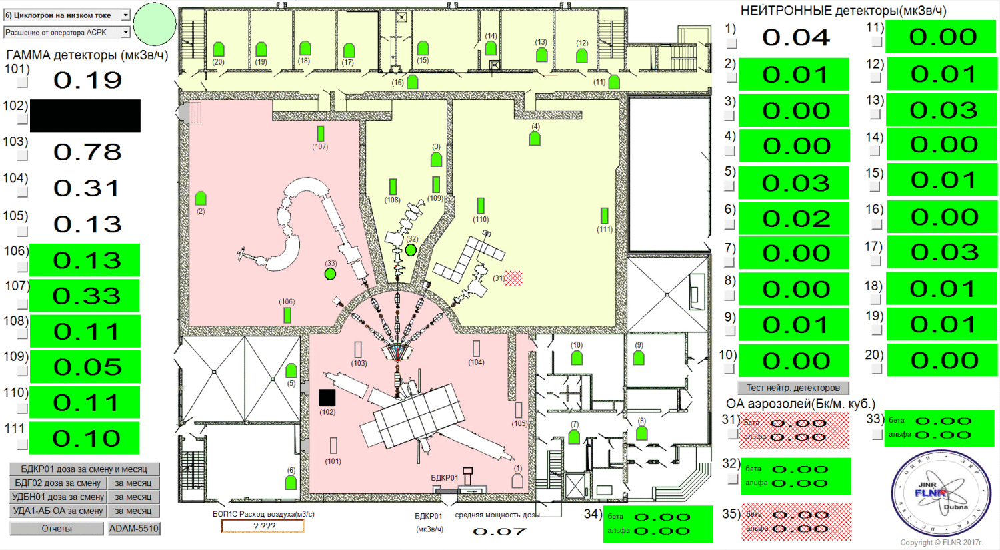 6) Циклотрон на низком токе
Разшение от оператора АСРК
ГАММА детекторы (мкЗв/ч)
101) 0.19
102)
103) 0.78
104) 0.31
105) 0.13
106) 0.13
107) 0.33
108) 0.11
109) 0.05
110) 0.11
111 0.10
БДКР01 доза за смену и месяц
БДГ02 доза за смену за месяц
УДБН01 доза за смену за месяц
УДА1-АБ ОА за смену за месяц
Отчеты ADAM-5510
(20)
(19)
(18)
(17)
(15)
(14)
(13)
(12)
(16)
(11)
(107)
(4)
(3)
(2)
(108)
(109)
(110)
(111)
(32)
(33)
(31)
(106)
(103)
(104)
(10)
(9)
(5)
(102)
(105)
(7)
(8)
(101)
(6)
(1)
БДКР01
БОП1С Расход воздуха(м3/с)
?.???
БДКР01 средняя мощность дозы
(мкЗв/ч) 0.07
НЕЙТРОННЫЕ детекторы(мкЗв/ч)
1) 0.04
2) 0.01
3) 0.00
4) 0.00
5) 0.03
6) 0.02
7) 0.00
8) 0.00
9) 0.01
10) 0.00
11) 0.00
12) 0.01
13) 0.03
14) 0.00
15) 0.01
16) 0.00
17) 0.03
18) 0.01
19) 0.01
20) 0.00
Тест нейтр. детекторов
ОА аэрозолей(Бк/м. куб.)
31) бета 0.00
альфа 0.00
32) бета 0.00
альфа 0.00
33) бета 0.00
альфа 0.00
34) бета 0.00
альфа 0.00
35) бета 0.00
альфа 0.00
JINR
FLNR
Dubna
Copyright © FLNR 2017г.